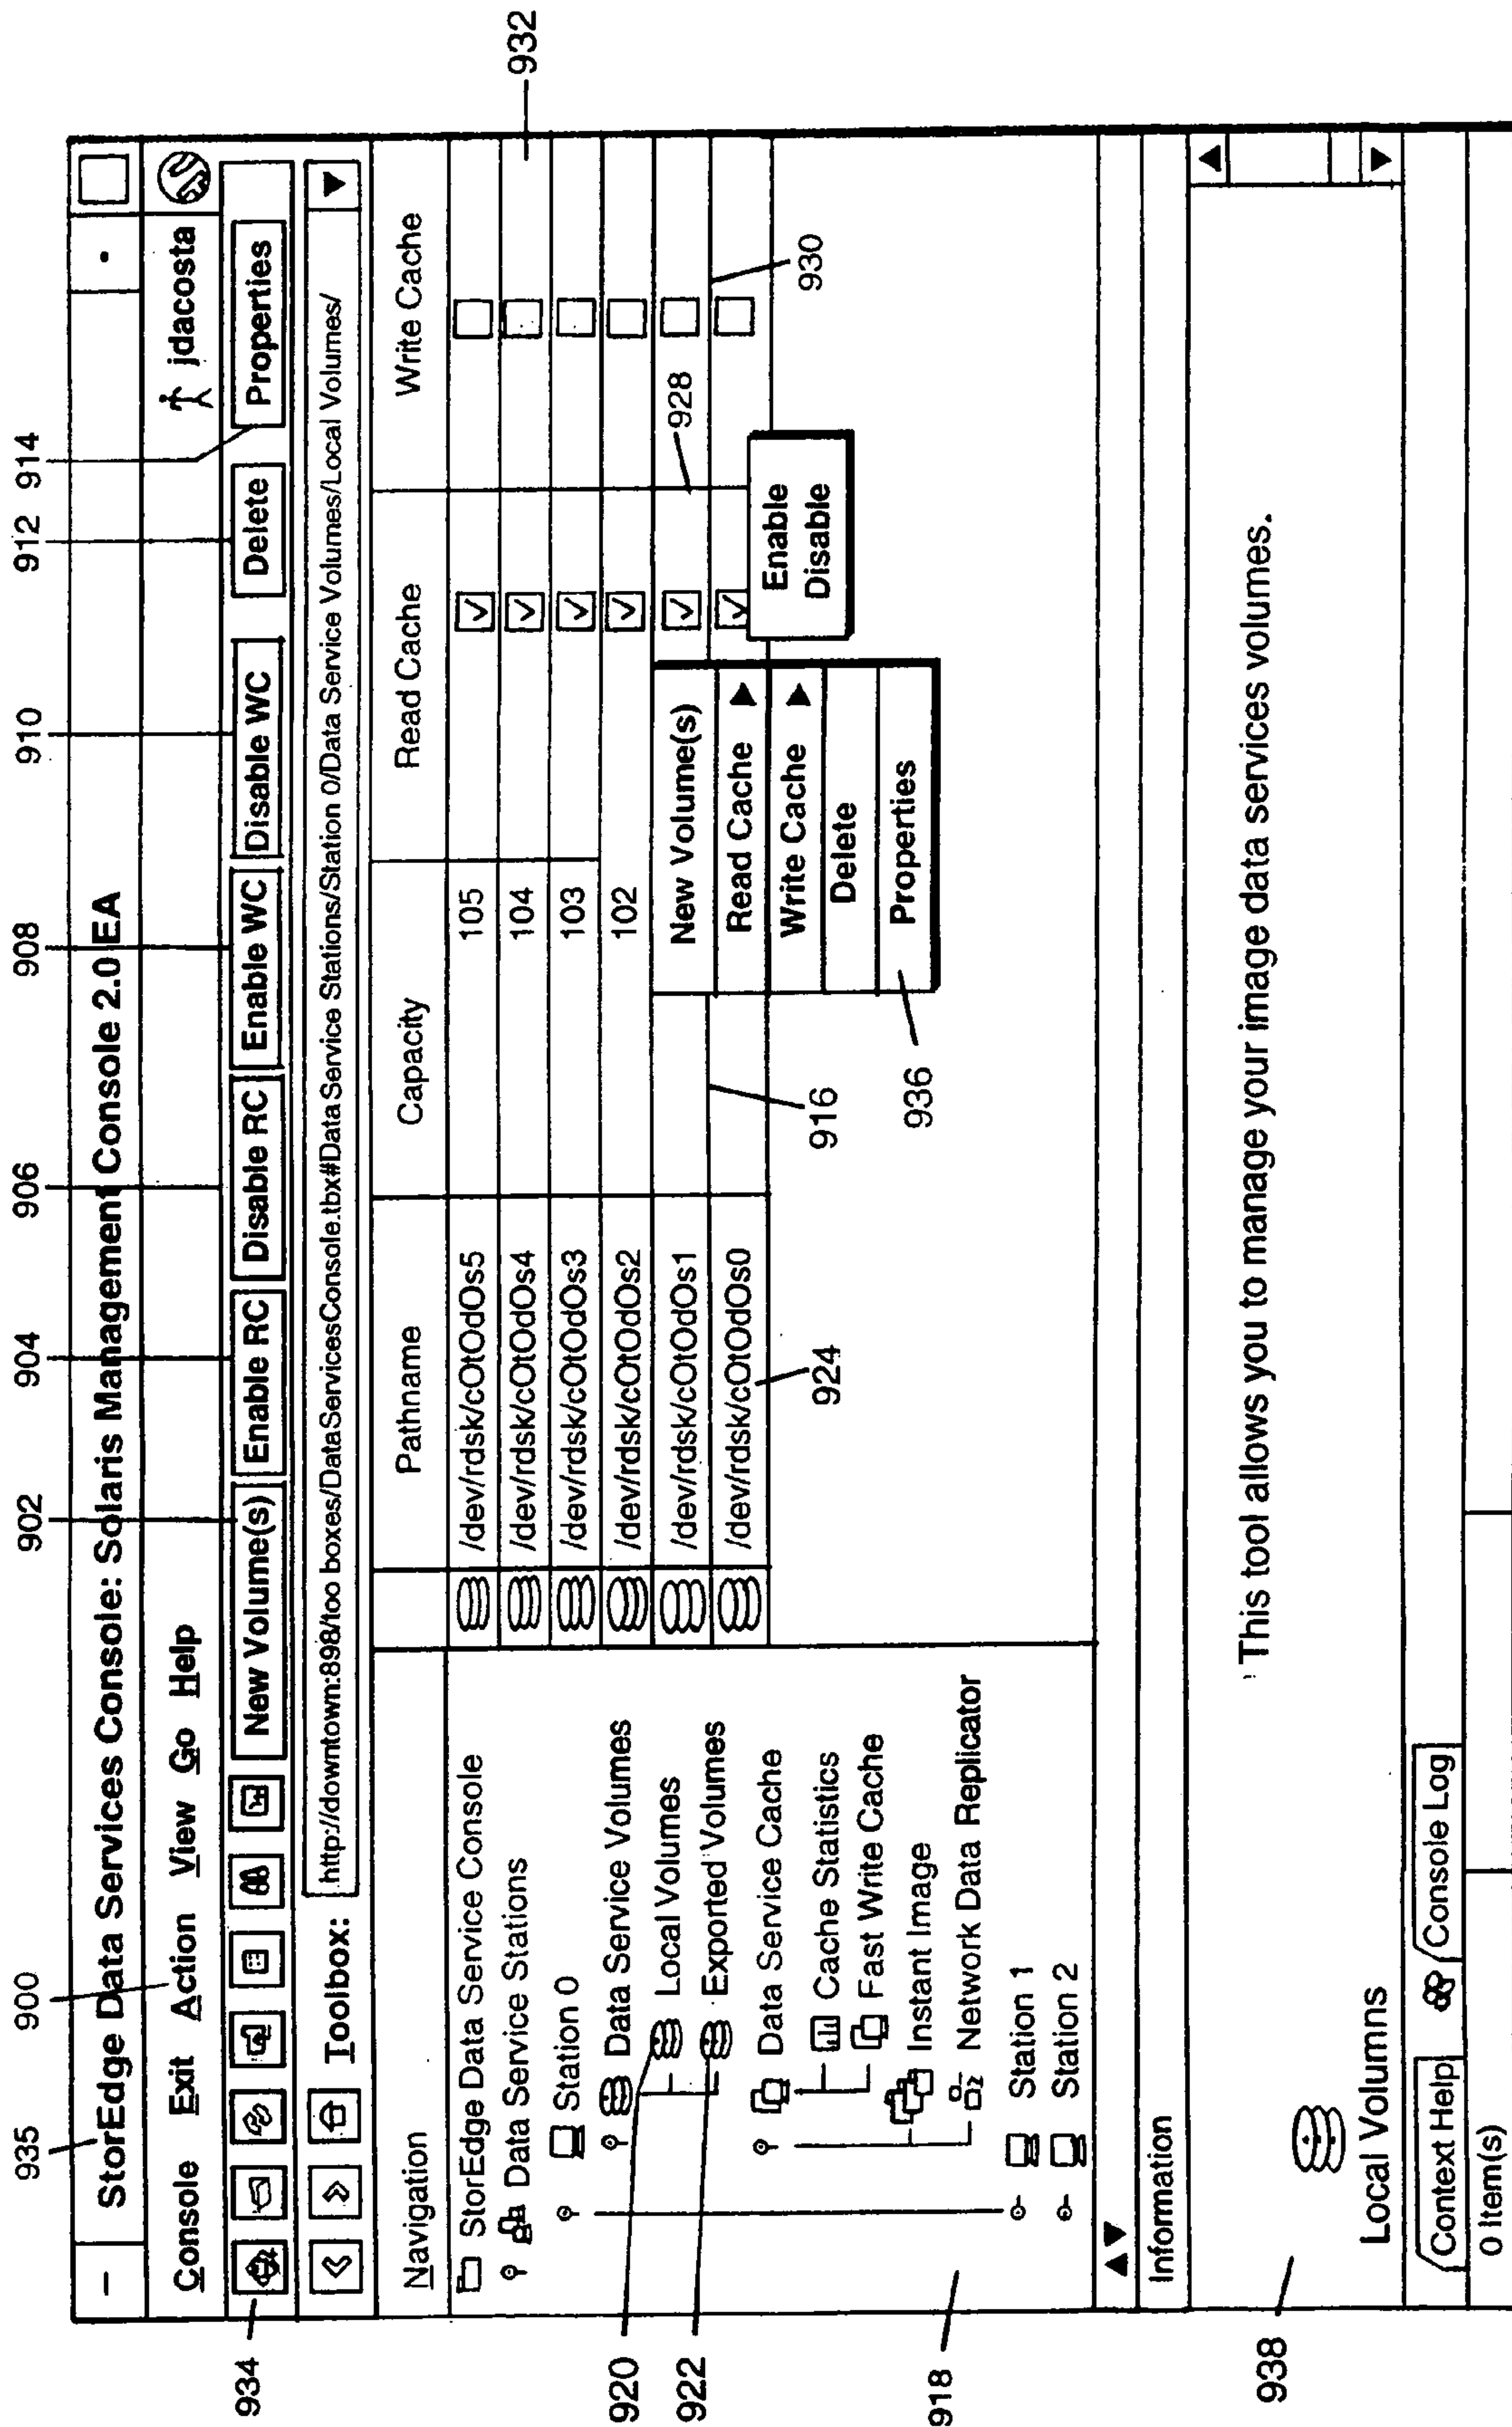 935 900 902 904 906 908 910 912 914
StorEdge Data Services Console: Solaris Management Console 2.0 EA
Console Exit Action View Go Help
jdacosta
934
New Volume(s) Enable RC Disable RC Enable WC Disable WC Delete Properties
Toolbox: http://downtown:898/too boxes/DataServicesConsole.tbx#Data Service Stations/Station 0/Data Service Volumes/Local Volumes/
Navigation
StorEdge Data Service Console
Data Service Stations
Station 0
Data Service Volumes
Local Volumes
Exported Volumes
Data Service Cache
Cache Statistics
Fast Write Cache
Instant Image
Network Data Replicator
Station 1
Station 2
920
922
918
Pathname Capacity Read Cache Write Cache
/dev/rdsk/cOtOdOs5 105
/dev/rdsk/cOtOdOs4 104
/dev/rdsk/cOtOdOs3 103
/dev/rdsk/cOtOdOs2 102
/dev/rdsk/cOtOdOs1
/dev/rdsk/cOtOdOs0
932
928
930
924
916
936
New Volume(s)
Read Cache
Write Cache
Delete
Properties
Enable
Disable
Information
938
This tool allows you to manage your image data services volumes.
Local Volumns
Context Help Console Log
0 Item(s)